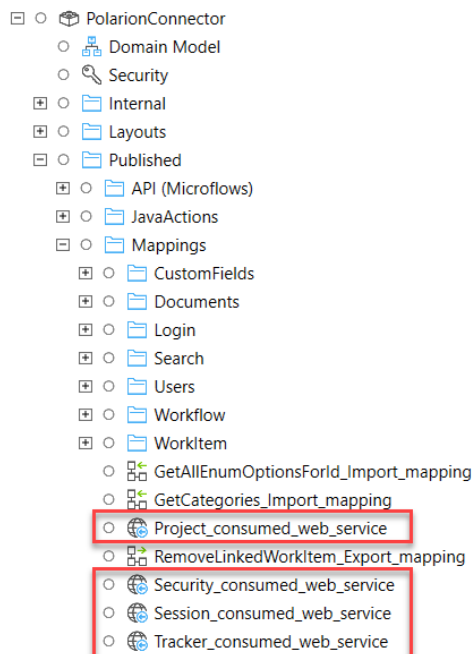 PolarionConnector
Domain Model
Security
Internal
Layouts
Published
API (Microflows)
JavaActions
Mappings
CustomFields
Documents
Login
Search
Users
Workflow
WorkItem
GetAllEnumOptionsForId_Import_mapping
GetCategories_Import_mapping
Project_consumed_web_service
RemoveLinkedWorkItem_Export_mapping
Security_consumed_web_service
Session_consumed_web_service
Tracker_consumed_web_service